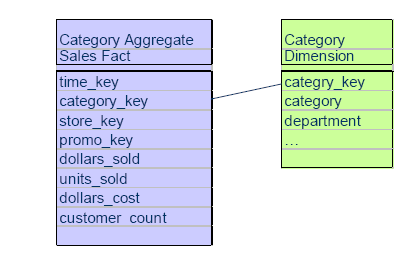 Category Aggregate
Sales Fact
time_key
category_key
store_key
promo_key
dollars_sold
units_sold
dollars_cost
customer_count
Category
Dimension
categry_key
category
department
...